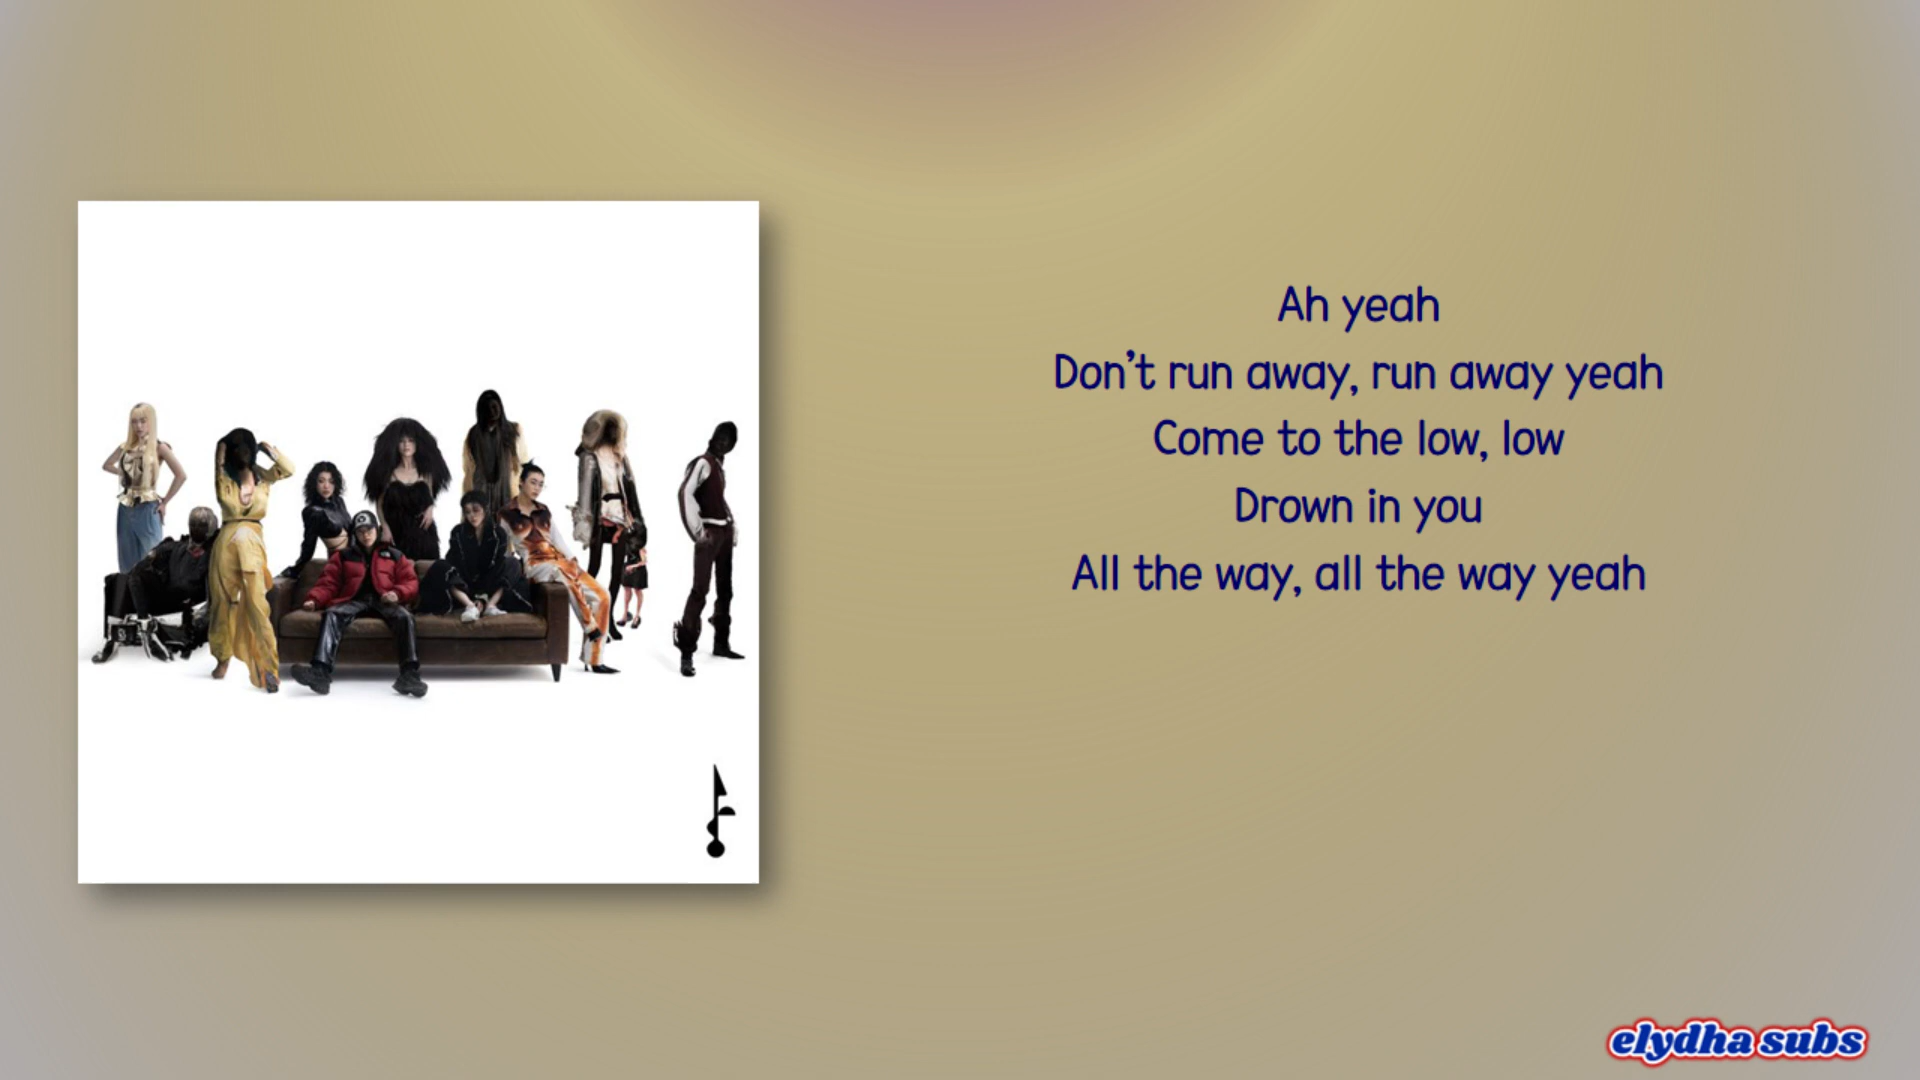 Ah yeah
Don’t run away, run away yeah
Come to the low, low
Drown in you
All the way, all the way yeah
elydha subs